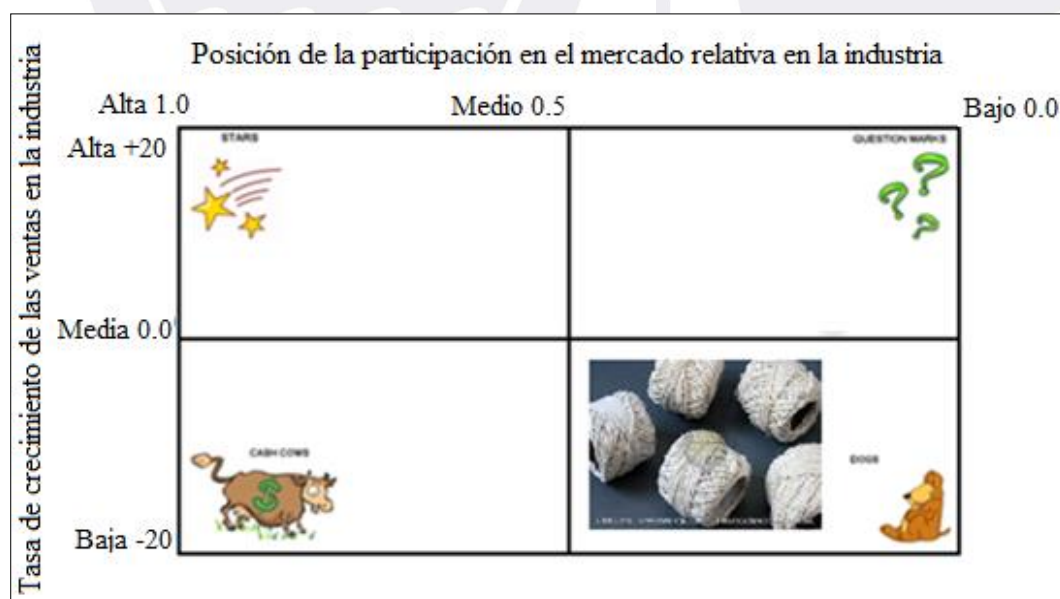 Posición de la participación en el mercado relativa en la industria
Alta 1.0 Medio 0.5 Bajo 0.0
Tasa de crecimiento de las ventas en la industria
Alta +20
STARS
QUESTION MARKS
Media 0.0
CASH COWS
DOGS
Baja -20